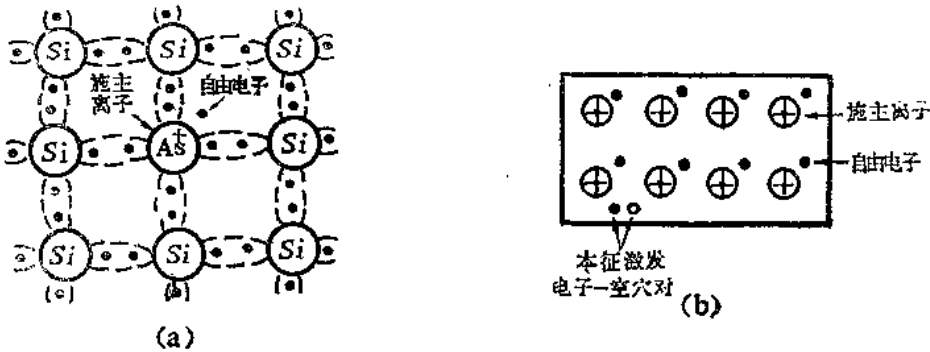 Si Si Si
施主
离子
自由电子
Si As+ Si
Si Si Si
(a)
施主离子
自由电子
本征激发
电子-空穴对
(b)